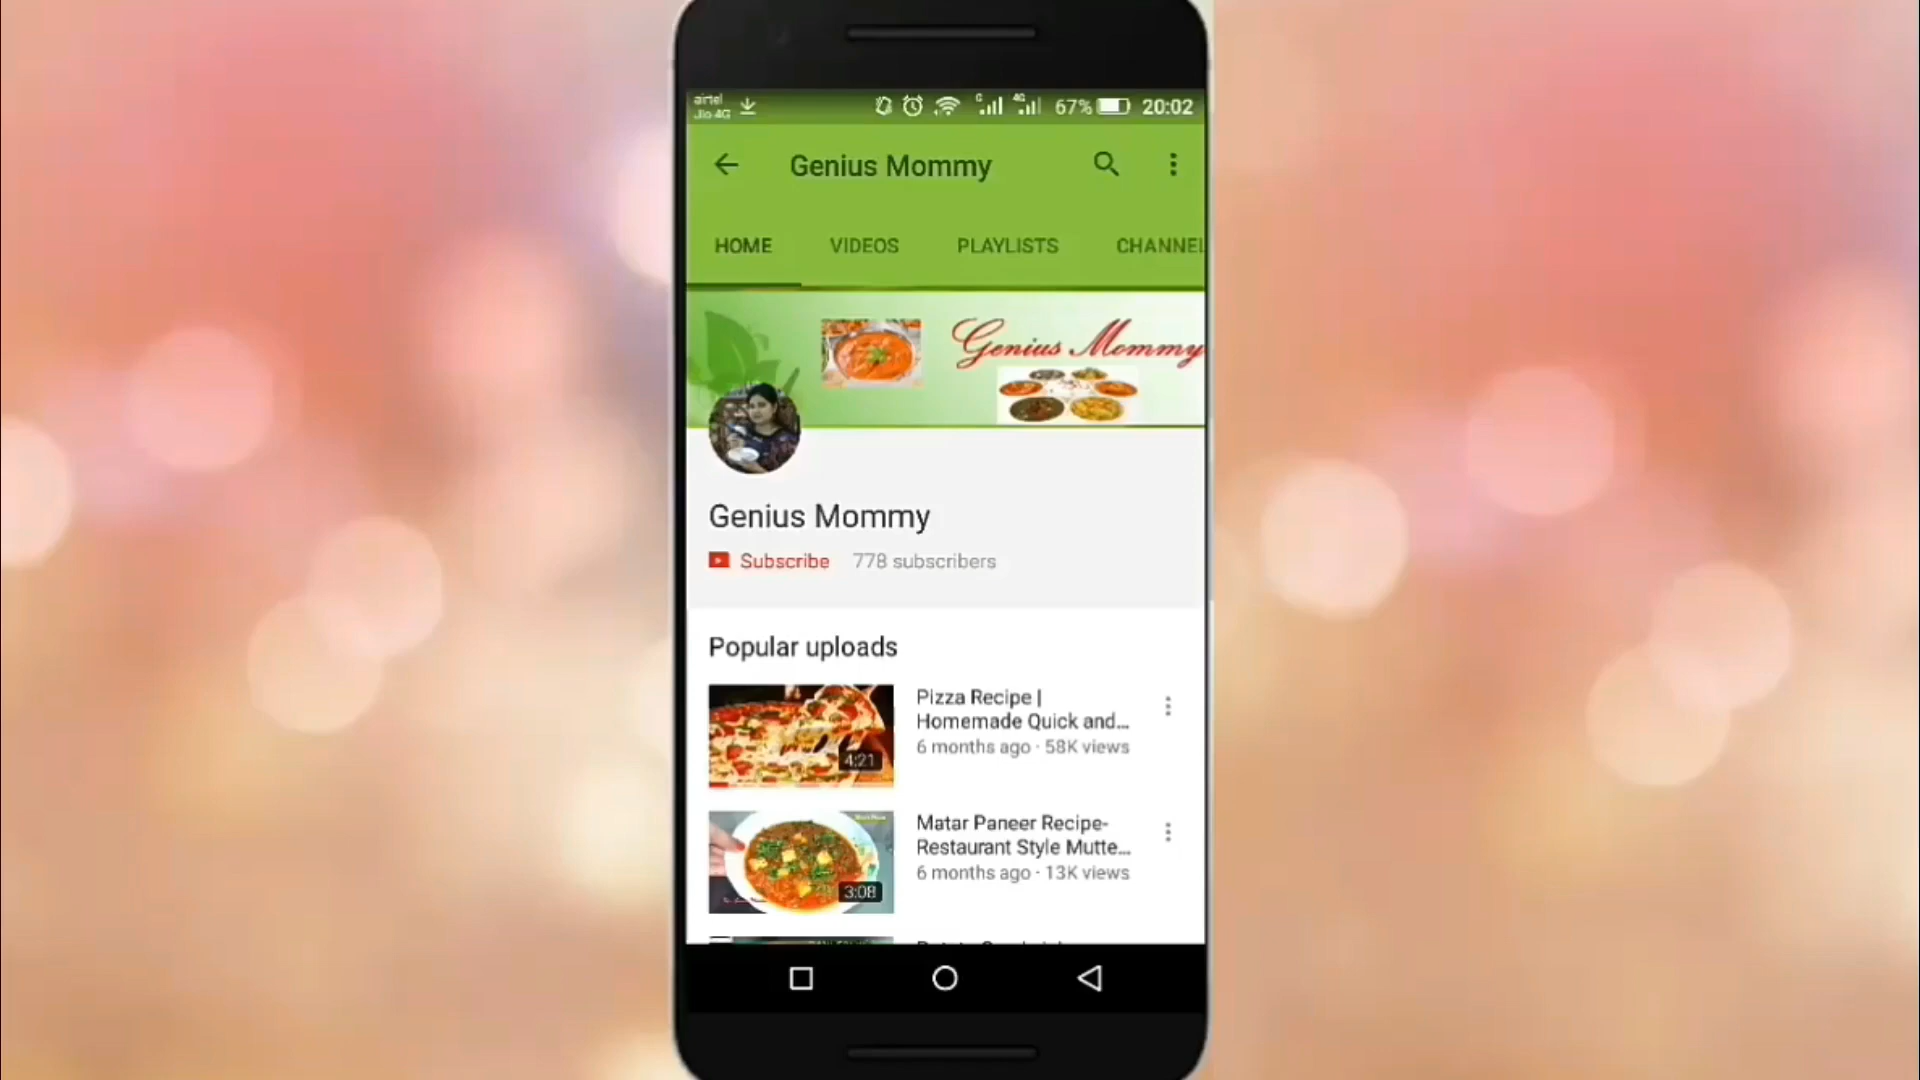 airtel
Jio 4G
G
4G
67%
20:02
Genius Mommy
HOME
VIDEOS
PLAYLISTS
CHANNEL
Genius Mommy
Genius Mommy
Subscribe
778 subscribers
Popular uploads
Pizza Recipe |
Homemade Quick and...
6 months ago · 58K views
4:21
Matar Paneer Recipe-
Restaurant Style Mutte...
6 months ago · 13K views
3:08